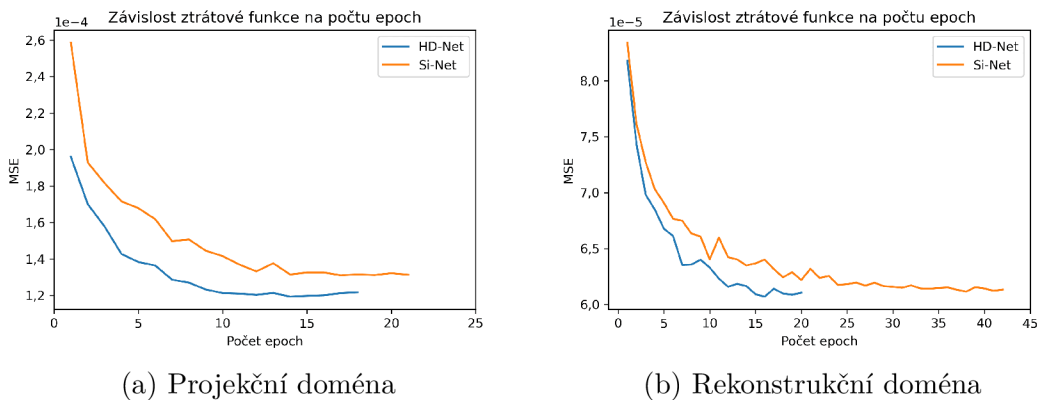 Závislost ztrátové funkce na počtu epoch
1e−4
2,6
2,4
2,2
2,0
1,8
1,6
1,4
1,2
MSE
HD-Net
Si-Net
0 5 10 15 20 25
Počet epoch
(a) Projekční doména
Závislost ztrátové funkce na počtu epoch
1e−5
8,0
7,5
7,0
6,5
6,0
MSE
HD-Net
Si-Net
0 5 10 15 20 25 30 35 40 45
Počet epoch
(b) Rekonstrukční doména